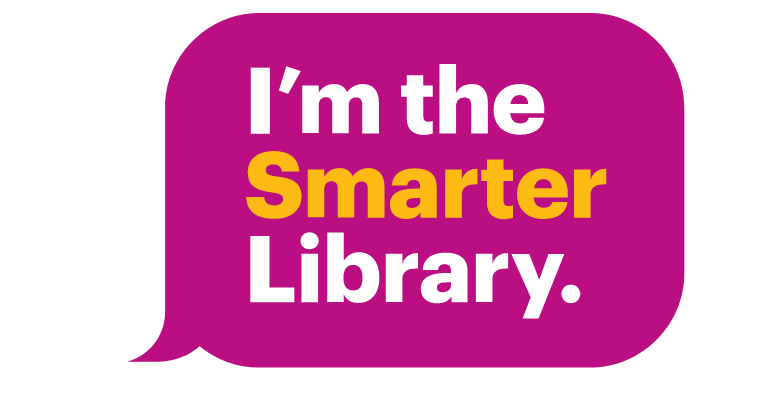 I’m the
Smarter
Library.